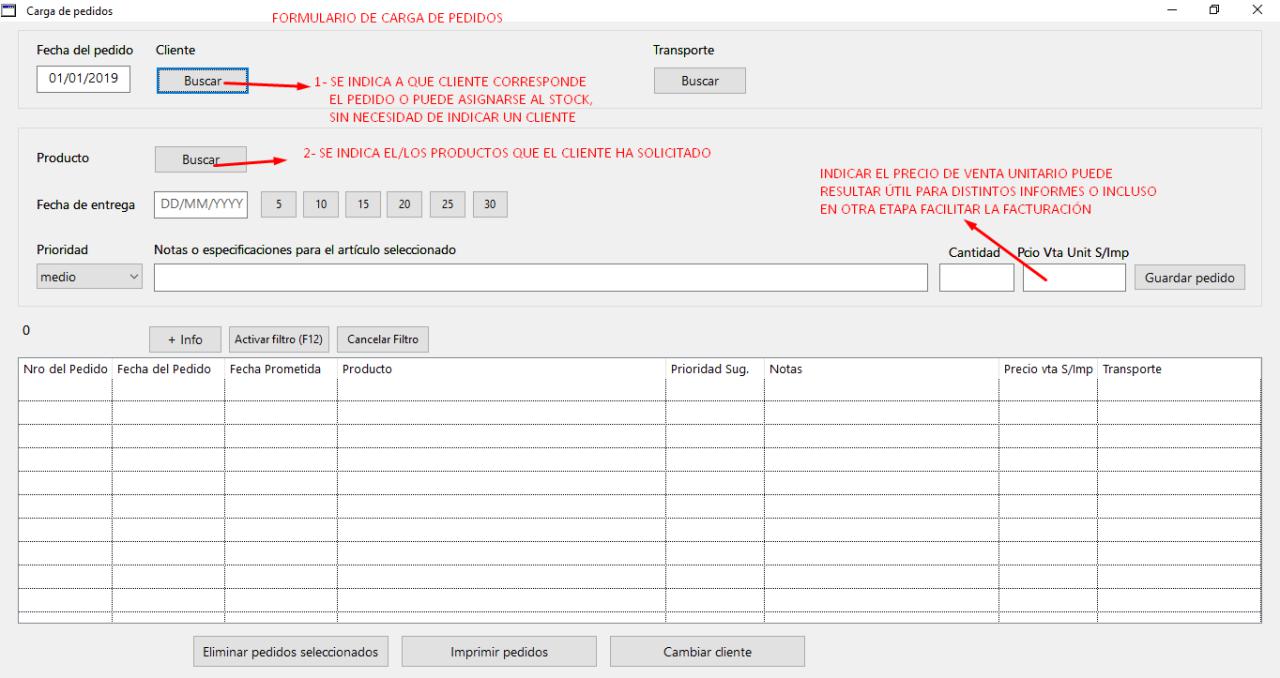 Carga de pedidos
FORMULARIO DE CARGA DE PEDIDOS
Fecha del pedido
Cliente
Transporte
01/01/2019
Buscar
Buscar
1- SE INDICA A QUE CLIENTE CORRESPONDE
EL PEDIDO O PUEDE ASIGNARSE AL STOCK,
SIN NECESIDAD DE INDICAR UN CLIENTE
Producto
Buscar
2- SE INDICA EL/LOS PRODUCTOS QUE EL CLIENTE HA SOLICITADO
INDICAR EL PRECIO DE VENTA UNITARIO PUEDE
RESULTAR ÚTIL PARA DISTINTOS INFORMES O INCLUSO
EN OTRA ETAPA FACILITAR LA FACTURACIÓN
Fecha de entrega
DD/MM/YYYY
5
10
15
20
25
30
Prioridad
Notas o especificaciones para el artículo seleccionado
Cantidad
Pcio Vta Unit S/Imp
medio
Guardar pedido
0
+ Info
Activar filtro (F12)
Cancelar Filtro
Nro del Pedido
Fecha del Pedido
Fecha Prometida
Producto
Prioridad Sug.
Notas
Precio vta S/Imp
Transporte
Eliminar pedidos seleccionados
Imprimir pedidos
Cambiar cliente